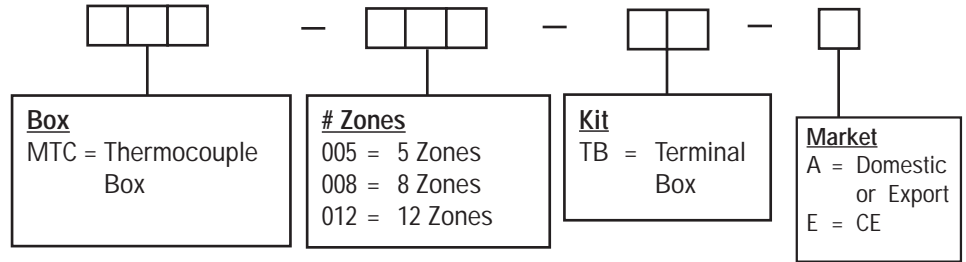 – – –
Box
MTC = Thermocouple
Box
# Zones
005 = 5 Zones
008 = 8 Zones
012 = 12 Zones
Kit
TB = Terminal
Box
Market
A = Domestic
or Export
E = CE